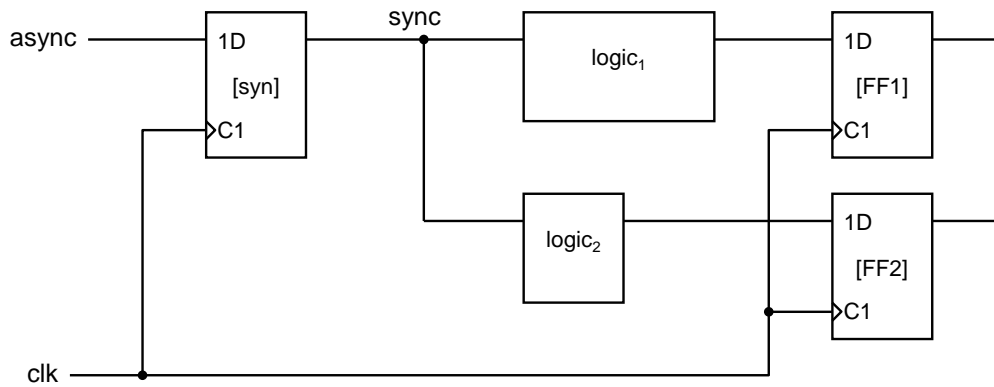 async
1D
[syn]
C1
sync
logic₁
1D
[FF1]
C1
logic₂
1D
[FF2]
C1
clk